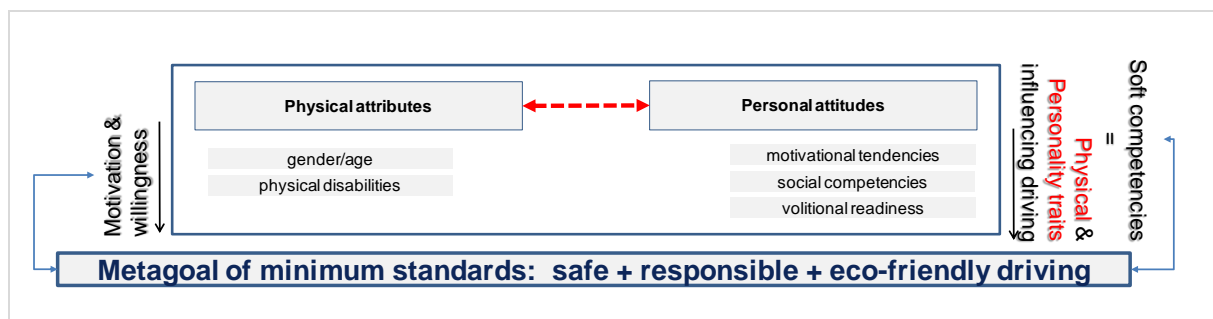 Physical attributes
Personal attitudes
gender/age
physical disabilities
motivational tendencies
social competencies
volitional readiness
Motivation &
willingness
Soft competencies
=
Physical &
Personality traits
influencing driving
Metagoal of minimum standards: safe + responsible + eco-friendly driving